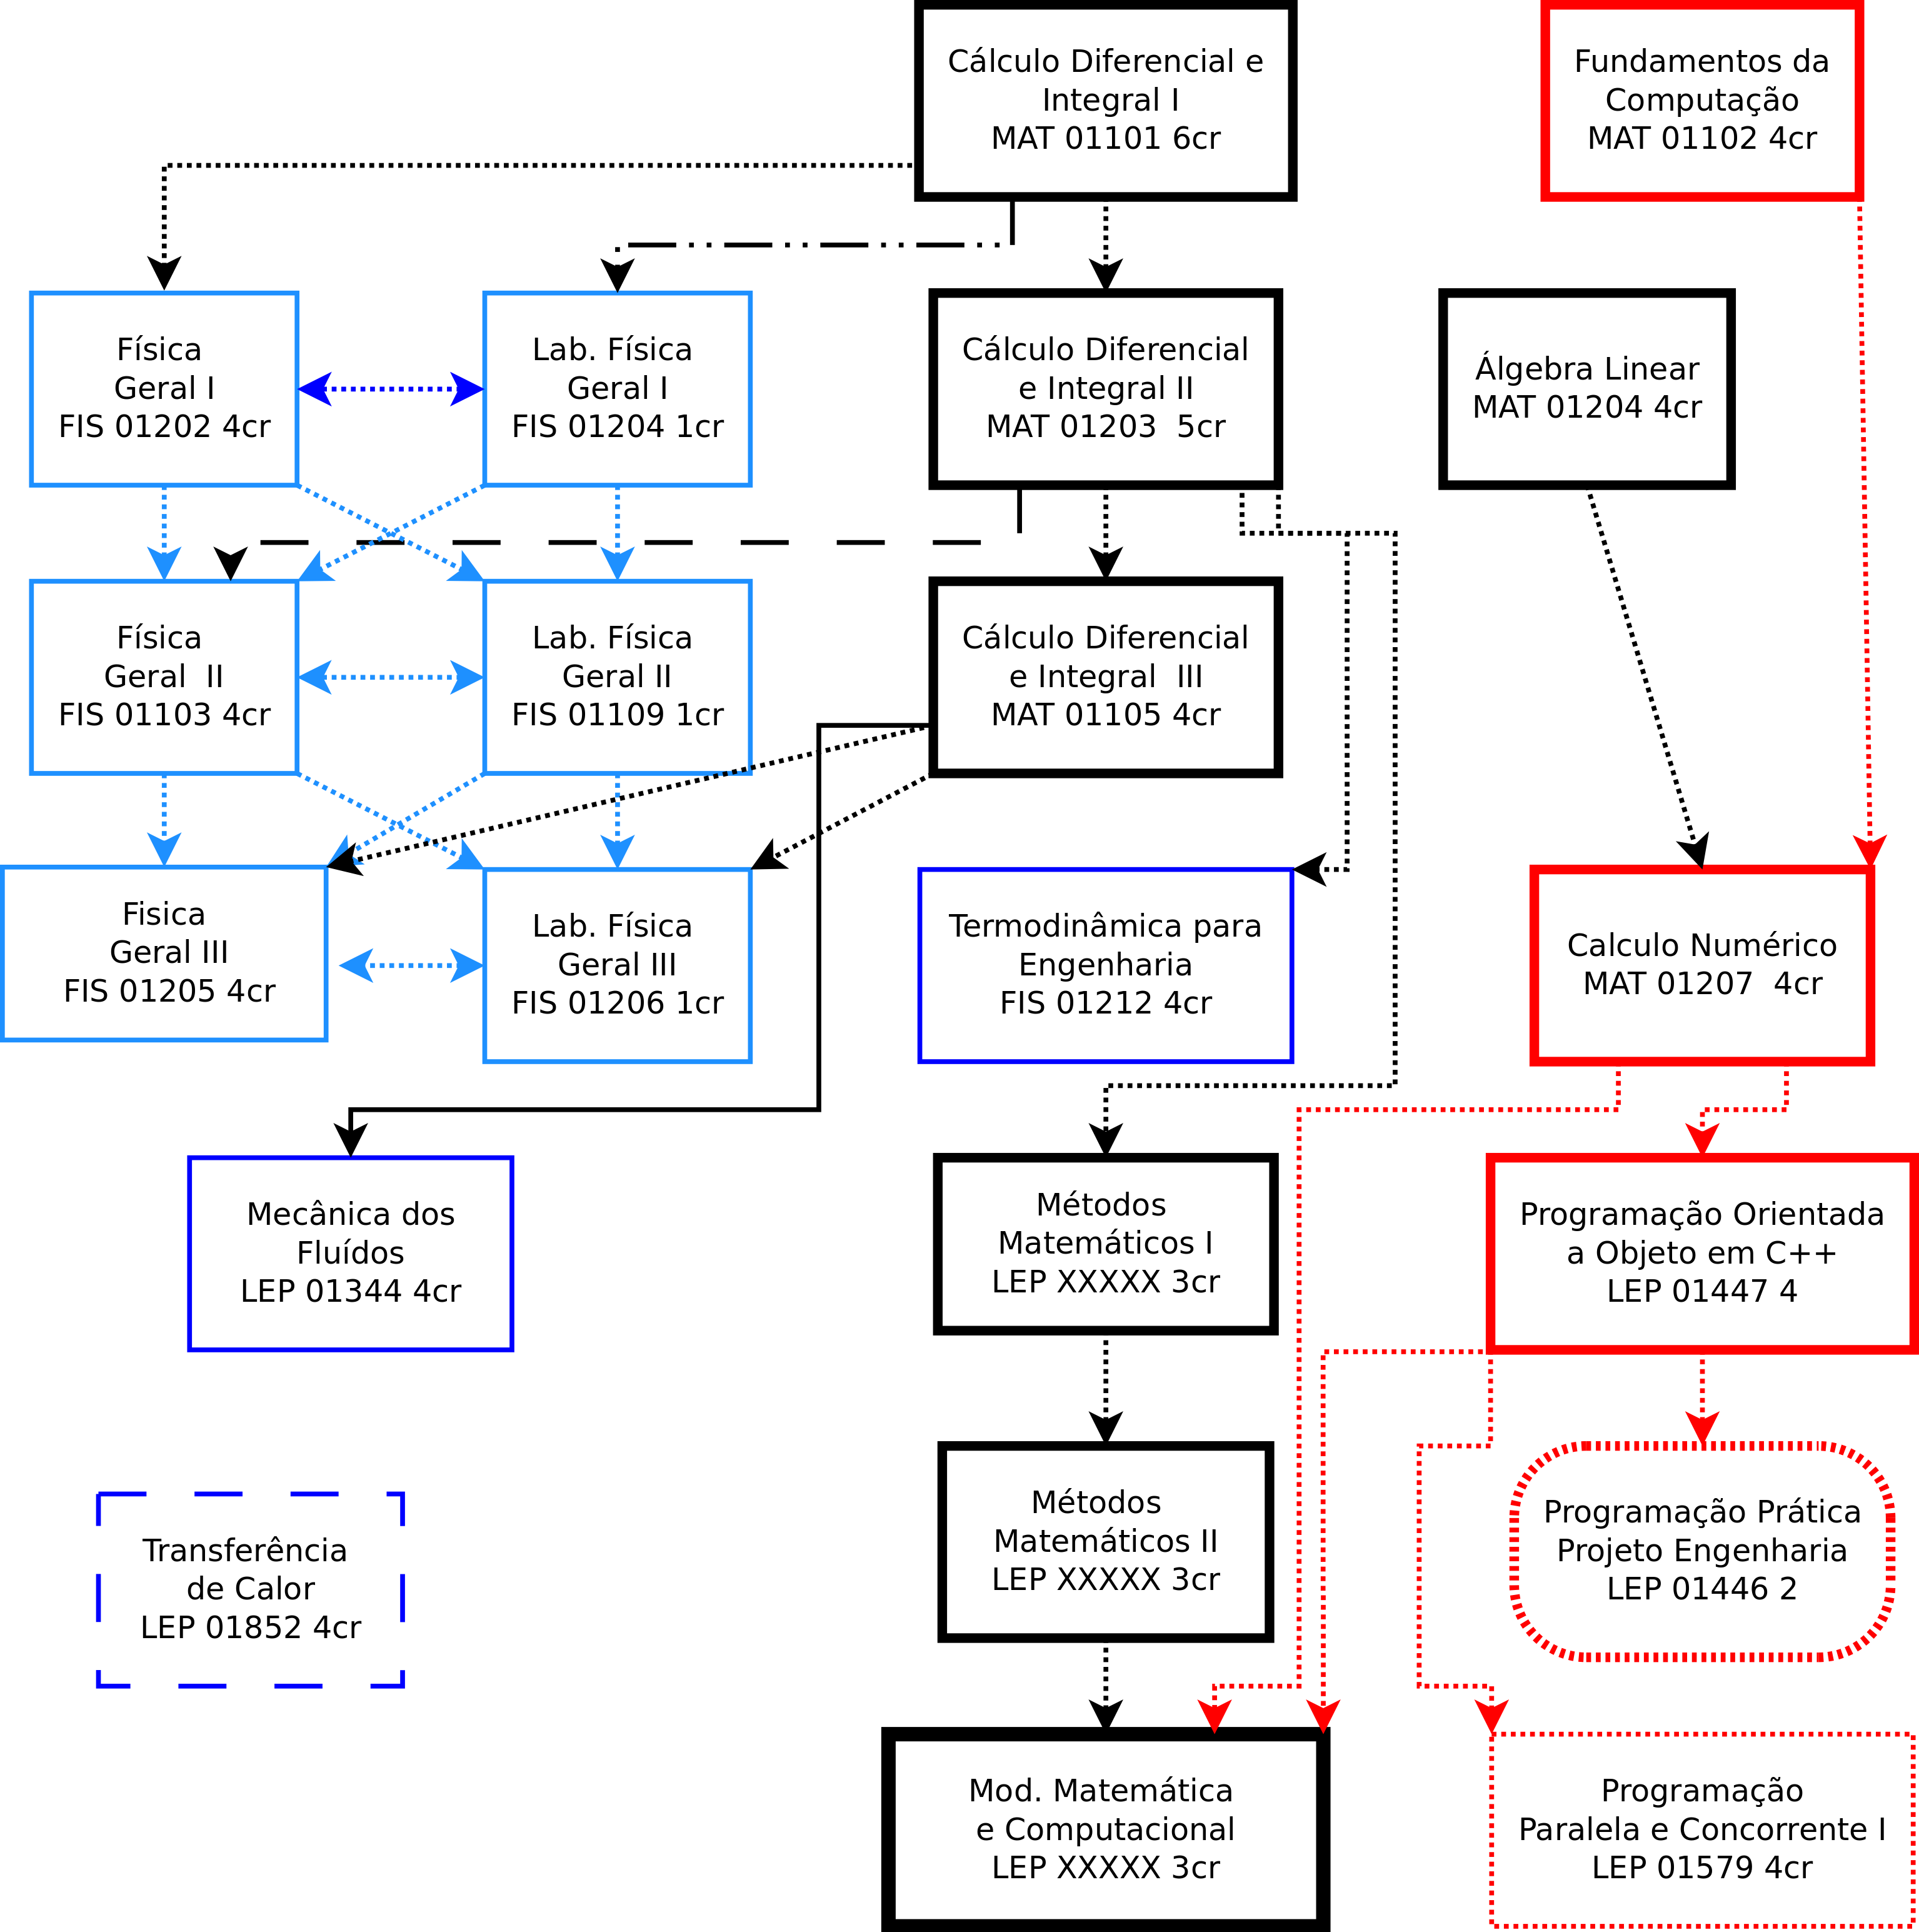 Cálculo Diferencial e
Integral I
MAT 01101 6cr
Fundamentos da
Computação
MAT 01102 4cr
Física
Geral I
FIS 01202 4cr
Lab. Física
Geral I
FIS 01204 1cr
Cálculo Diferencial
e Integral II
MAT 01203  5cr
Álgebra Linear
MAT 01204 4cr
Física
Geral  II
FIS 01103 4cr
Lab. Física
Geral II
FIS 01109 1cr
Cálculo Diferencial
e Integral  III
MAT 01105 4cr
Fisica
Geral III
FIS 01205 4cr
Lab. Física
Geral III
FIS 01206 1cr
Termodinâmica para
Engenharia
FIS 01212 4cr
Calculo Numérico
MAT 01207  4cr
Mecânica dos
Fluídos
LEP 01344 4cr
Métodos
Matemáticos I
LEP XXXXX 3cr
Programação Orientada
a Objeto em C++
LEP 01447 4
Transferência
de Calor
LEP 01852 4cr
Métodos
Matemáticos II
LEP XXXXX 3cr
Programação Prática
Projeto Engenharia
LEP 01446 2
Mod. Matemática
e Computacional
LEP XXXXX 3cr
Programação
Paralela e Concorrente I
LEP 01579 4cr